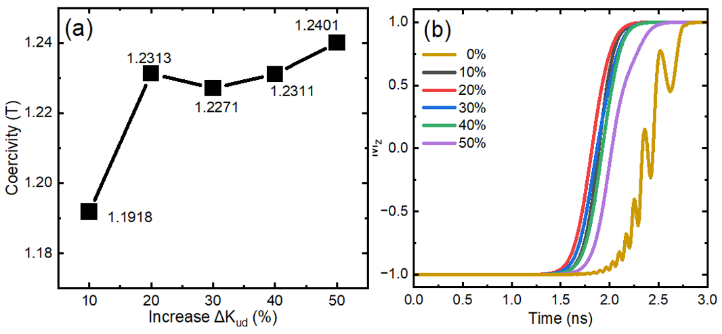 (a)
Coercivity (T)
1.24
1.22
1.20
1.18
1.1918
1.2313
1.2271
1.2311
1.2401
10 20 30 40 50
Increase ΔKud (%)
(b)
Mz
1.0
0.5
0.0
−0.5
−1.0
0%
10%
20%
30%
40%
50%
0.0 0.5 1.0 1.5 2.0 2.5 3.0
Time (ns)